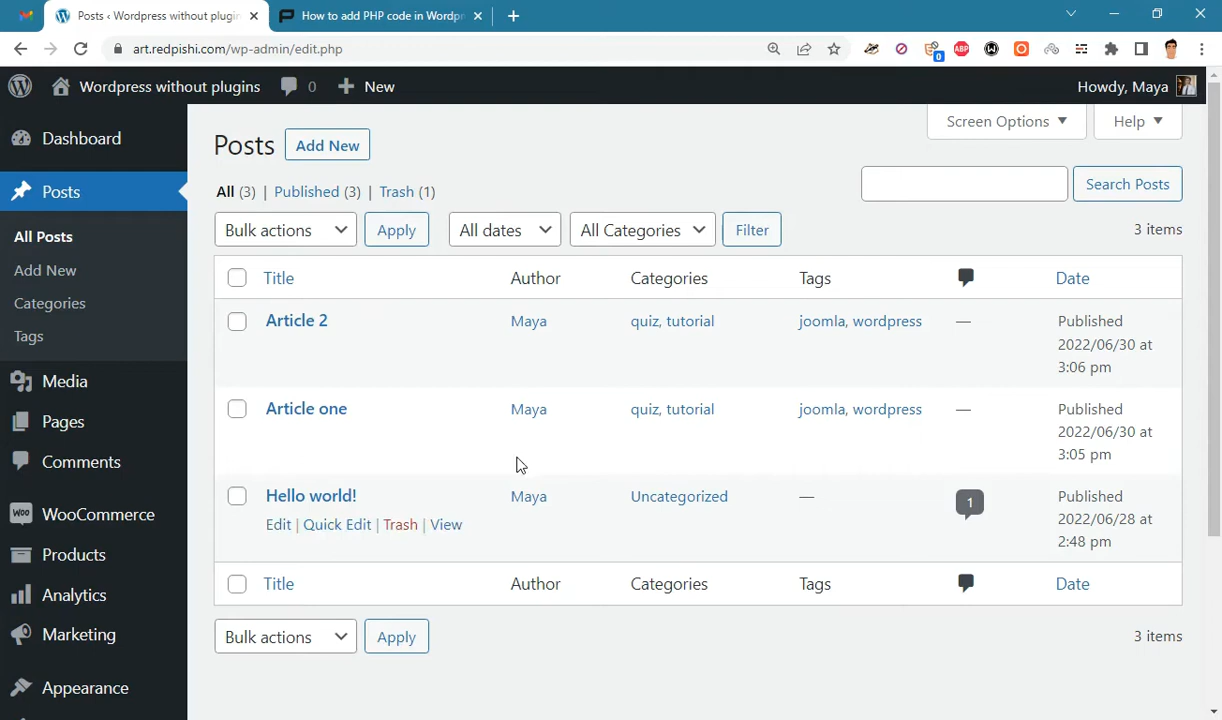 Posts ‹ Wordpress without plugin
How to add PHP code in Wordpr
art.redpishi.com/wp-admin/edit.php
0
ABP
Wordpress without plugins
0
New
Howdy, Maya
Dashboard
Posts
All Posts
Add New
Categories
Tags
Media
Pages
Comments
Woo
WooCommerce
Products
Analytics
Marketing
Appearance
Posts
Add New
Screen Options
Help
All (3) | Published (3) | Trash (1)
Search Posts
Bulk actions
Apply
All dates
All Categories
Filter
3 items
Title
Author
Categories
Tags
Date
Article 2
Maya
quiz, tutorial
joomla, wordpress
—
Published
2022/06/30 at
3:06 pm
Article one
Maya
quiz, tutorial
joomla, wordpress
—
Published
2022/06/30 at
3:05 pm
Hello world!
Edit | Quick Edit | Trash | View
Maya
Uncategorized
—
1
Published
2022/06/28 at
2:48 pm
Title
Author
Categories
Tags
Date
Bulk actions
Apply
3 items